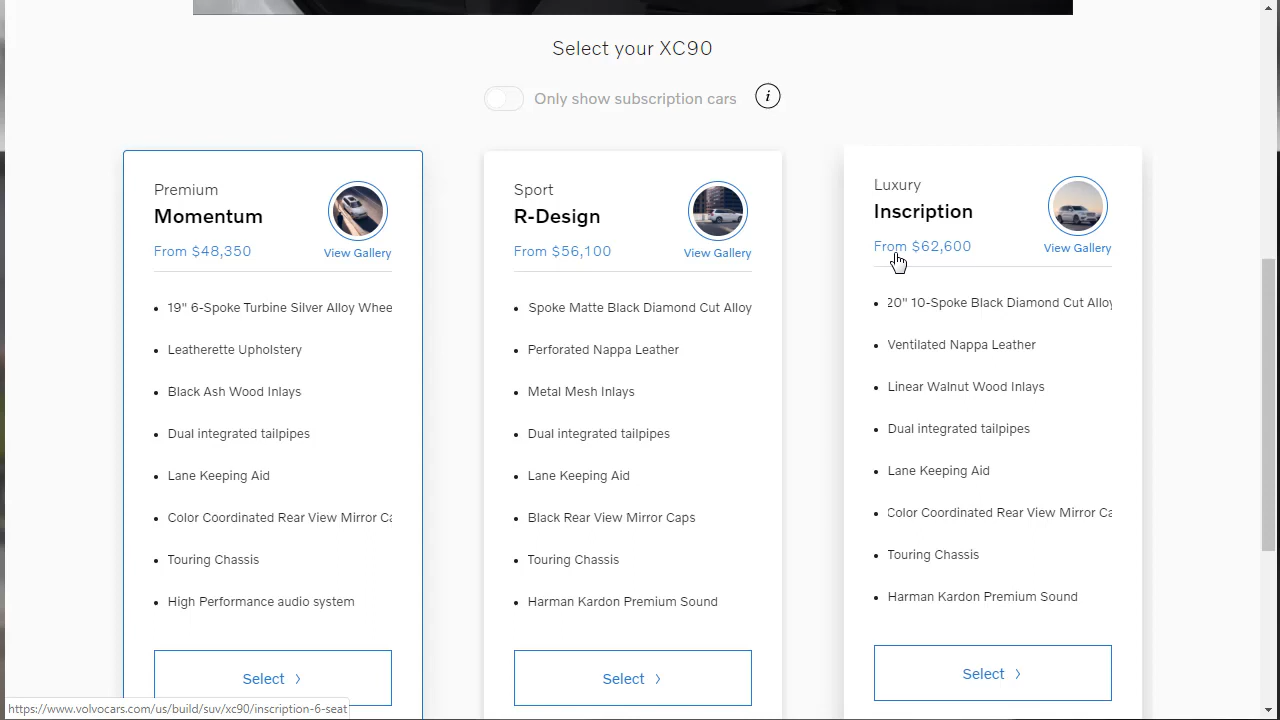 Select your XC90
Only show subscription cars
i
Premium
Momentum
From $48,350
View Gallery
19" 6-Spoke Turbine Silver Alloy Whee
Leatherette Upholstery
Black Ash Wood Inlays
Dual integrated tailpipes
Lane Keeping Aid
Color Coordinated Rear View Mirror Ca
Touring Chassis
High Performance audio system
Select
Sport
R-Design
From $56,100
View Gallery
Spoke Matte Black Diamond Cut Alloy
Perforated Nappa Leather
Metal Mesh Inlays
Dual integrated tailpipes
Lane Keeping Aid
Black Rear View Mirror Caps
Touring Chassis
Harman Kardon Premium Sound
Select
Luxury
Inscription
From $62,600
View Gallery
20" 10-Spoke Black Diamond Cut Alloy
Ventilated Nappa Leather
Linear Walnut Wood Inlays
Dual integrated tailpipes
Lane Keeping Aid
Color Coordinated Rear View Mirror Ca
Touring Chassis
Harman Kardon Premium Sound
Select
https://www.volvocars.com/us/build/suv/xc90/inscription-6-seat